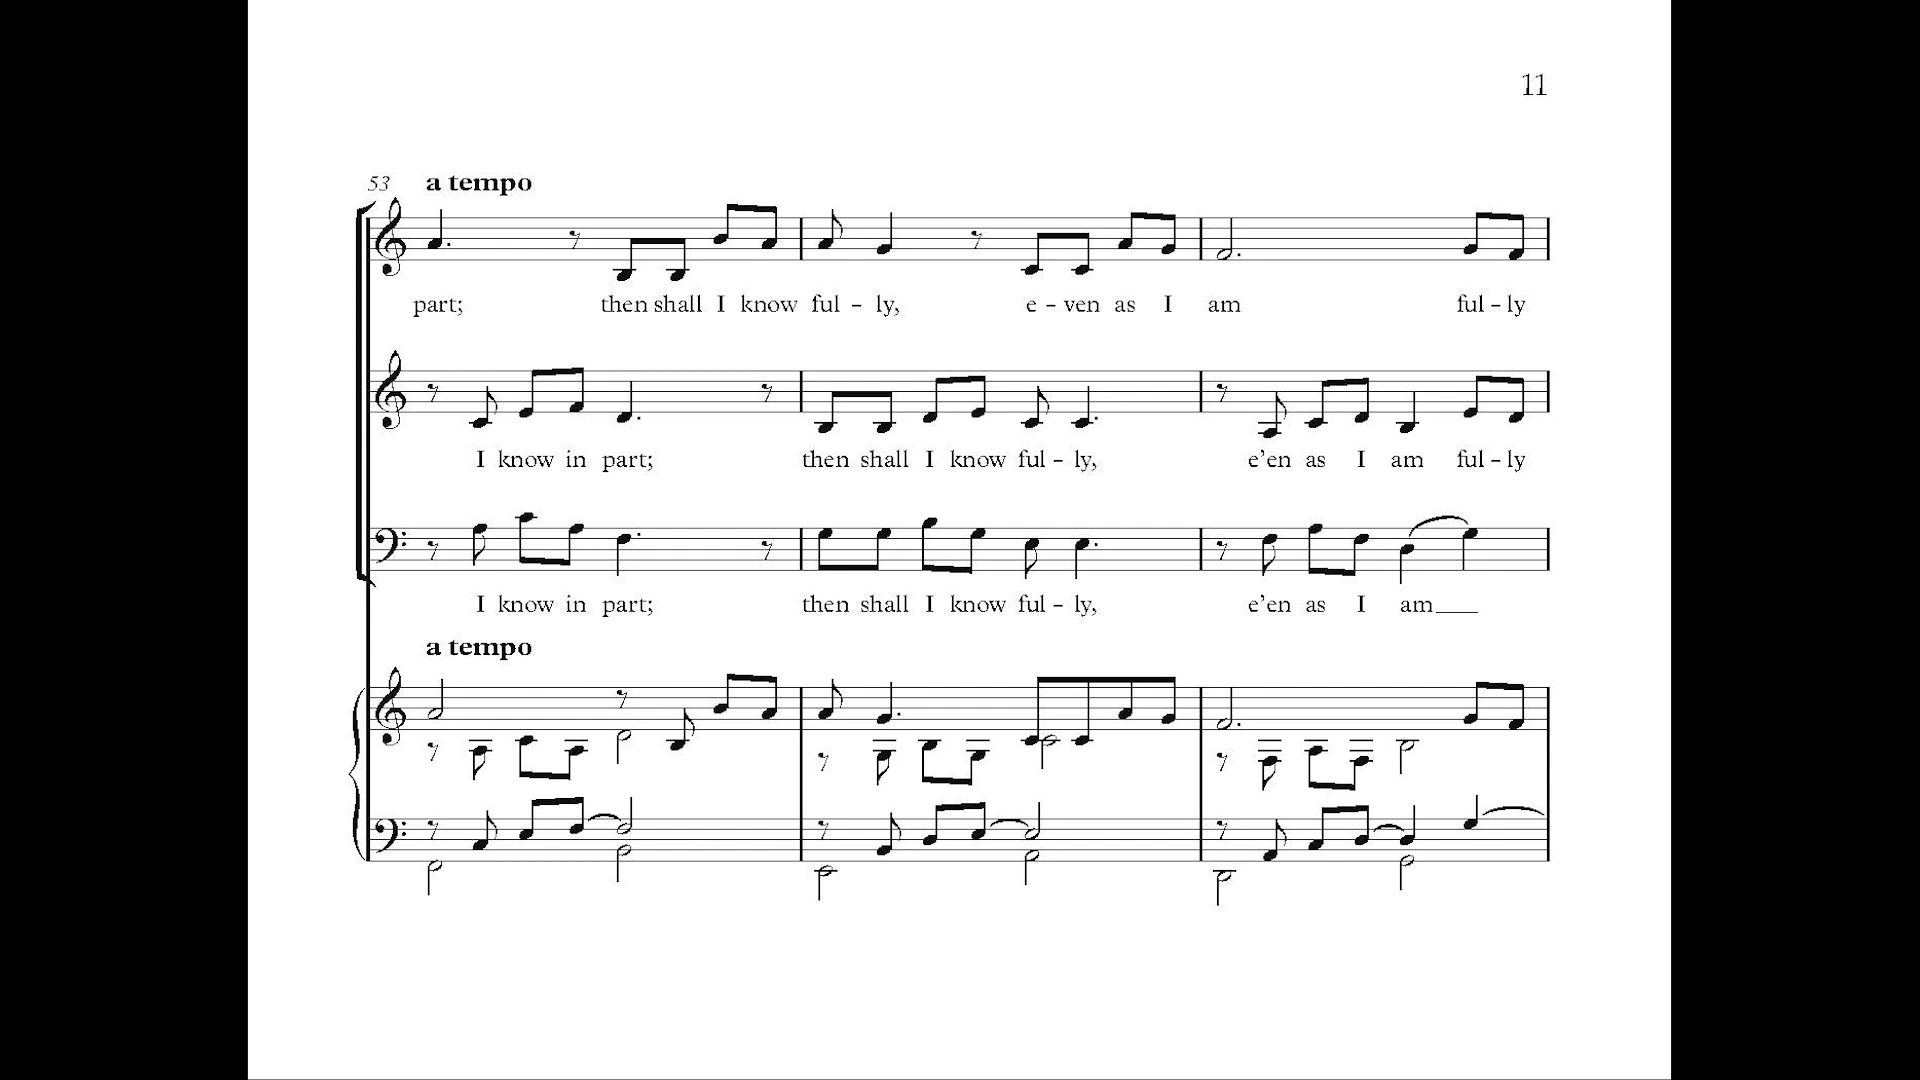 11
53 a tempo
part; then shall I know ful – ly, e – ven as I am ful – ly
I know in part; then shall I know ful – ly, e’en as I am ful – ly
I know in part; then shall I know ful – ly, e’en as I am
a tempo